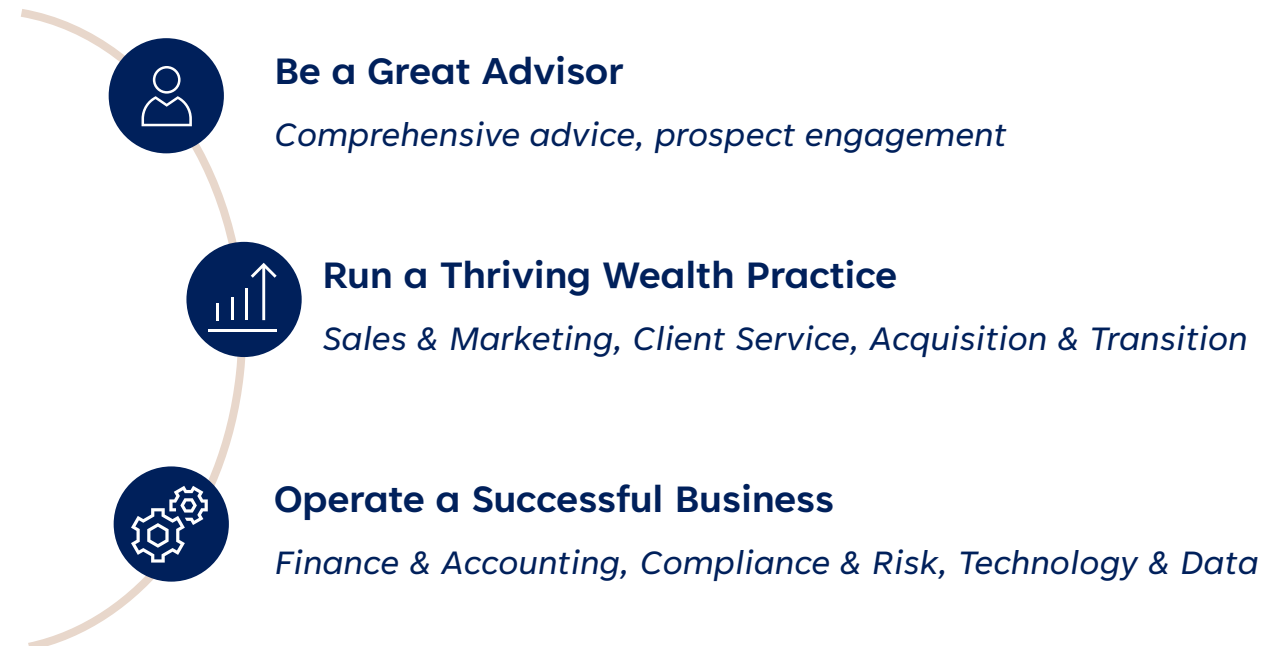 Be a Great Advisor
Comprehensive advice, prospect engagement
Run a Thriving Wealth Practice
Sales & Marketing, Client Service, Acquisition & Transition
Operate a Successful Business
Finance & Accounting, Compliance & Risk, Technology & Data